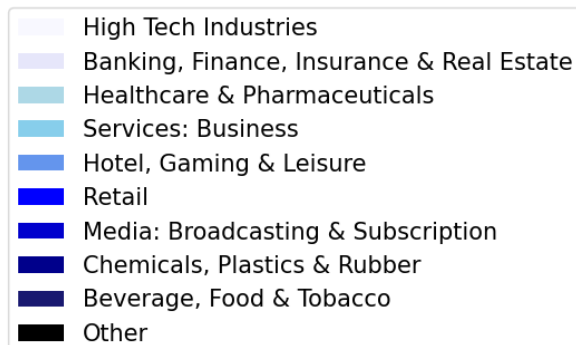 High Tech Industries
Banking, Finance, Insurance & Real Estate
Healthcare & Pharmaceuticals
Services: Business
Hotel, Gaming & Leisure
Retail
Media: Broadcasting & Subscription
Chemicals, Plastics & Rubber
Beverage, Food & Tobacco
Other